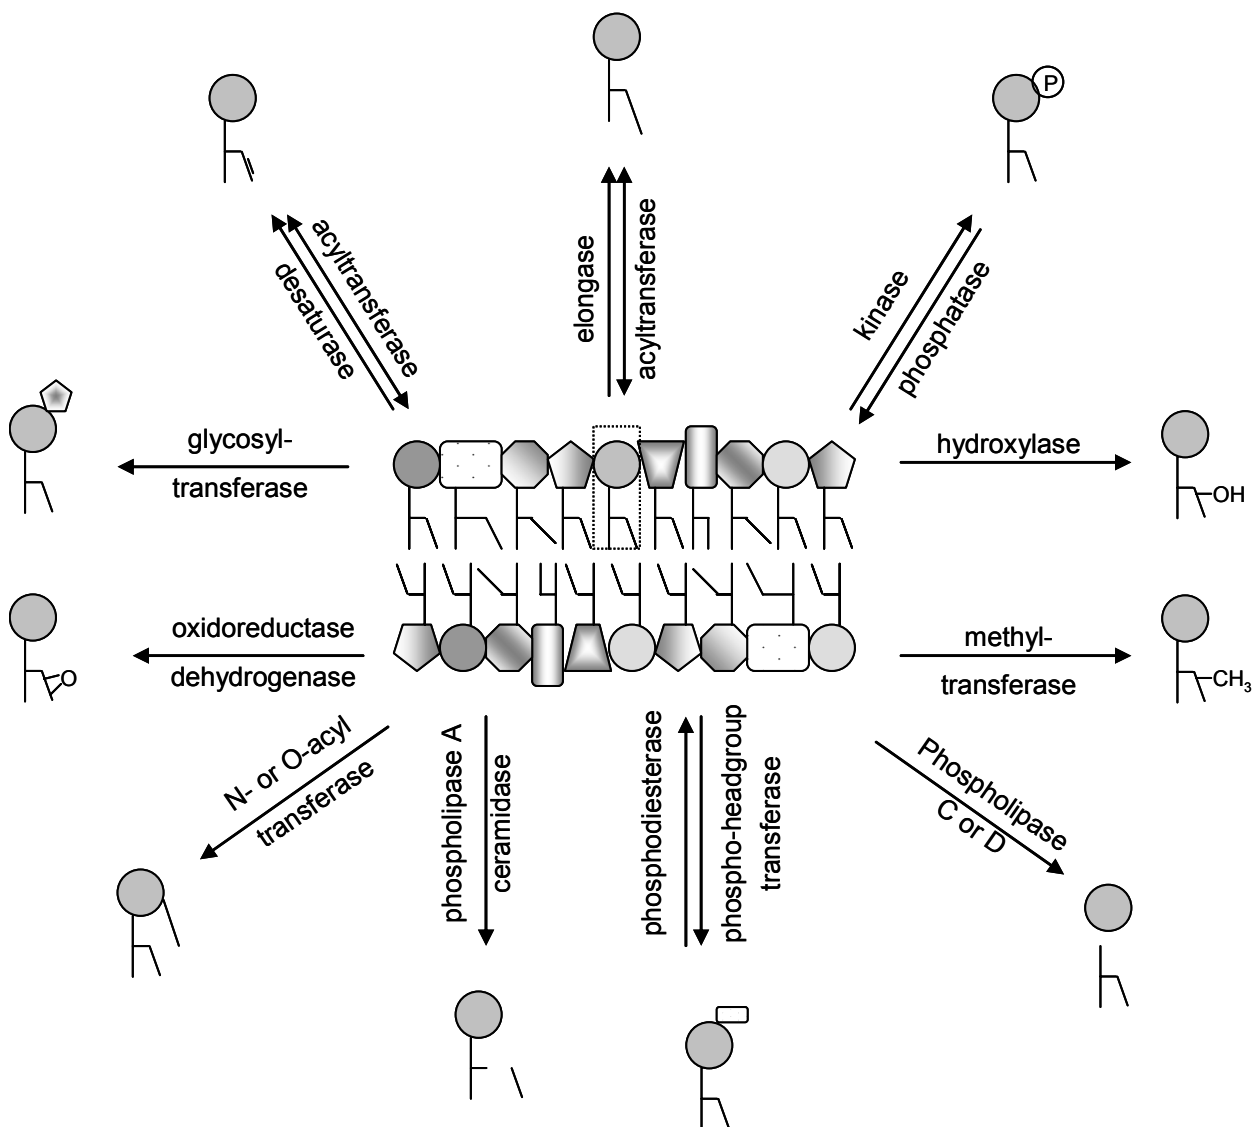 P
acyltransferase
desaturase
elongase
acyltransferase
kinase
phosphatase
glycosyl-
transferase
hydroxylase
OH
oxidoreductase
dehydrogenase
O
methyl-
transferase
CH3
N- or O-acyl
transferase
phospholipase A
ceramidase
phosphodiesterase
phospho-headgroup
transferase
Phospholipase
C or D